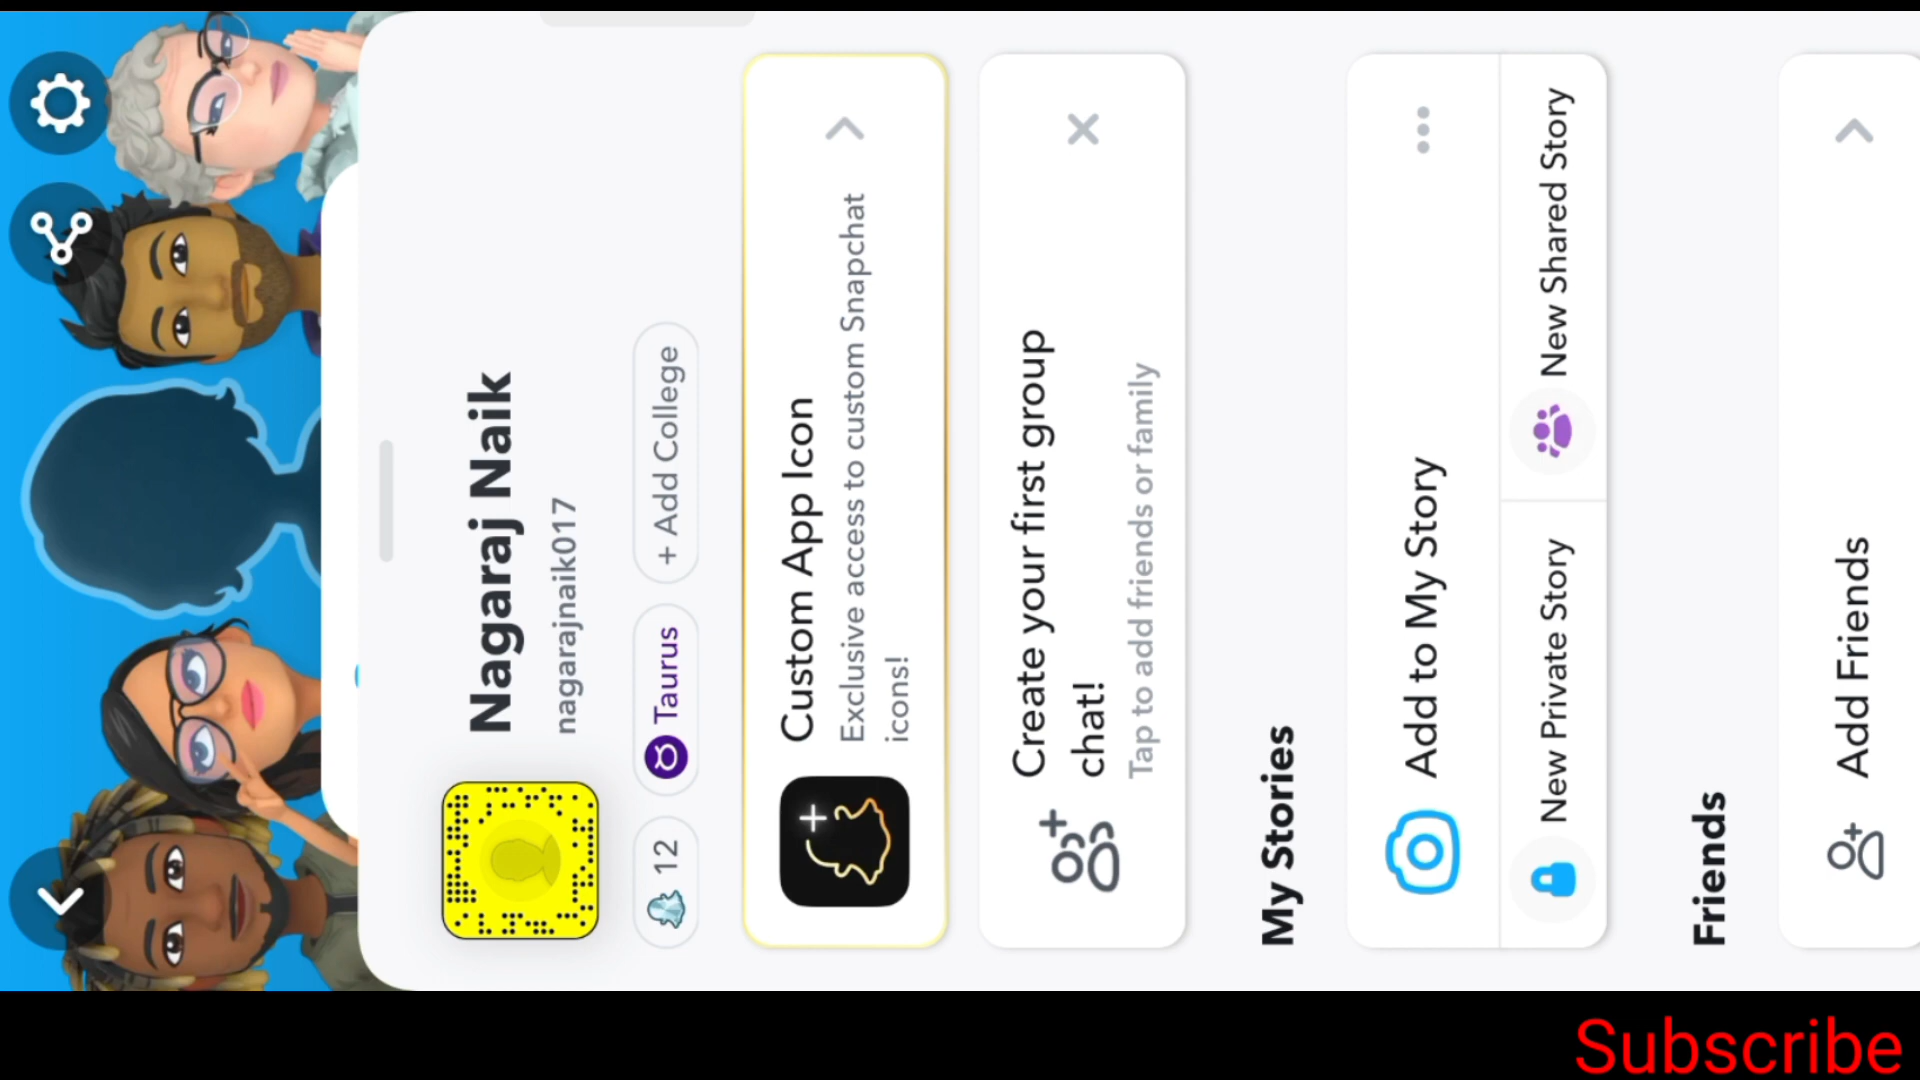 Nagaraj Naik
nagarajnaik017
12
Taurus
+ Add College
Custom App Icon
Exclusive access to custom Snapchat
icons!
Create your first group
chat!
Tap to add friends or family
My Stories
Add to My Story
New Private Story
New Shared Story
Friends
Add Friends
Subscribe